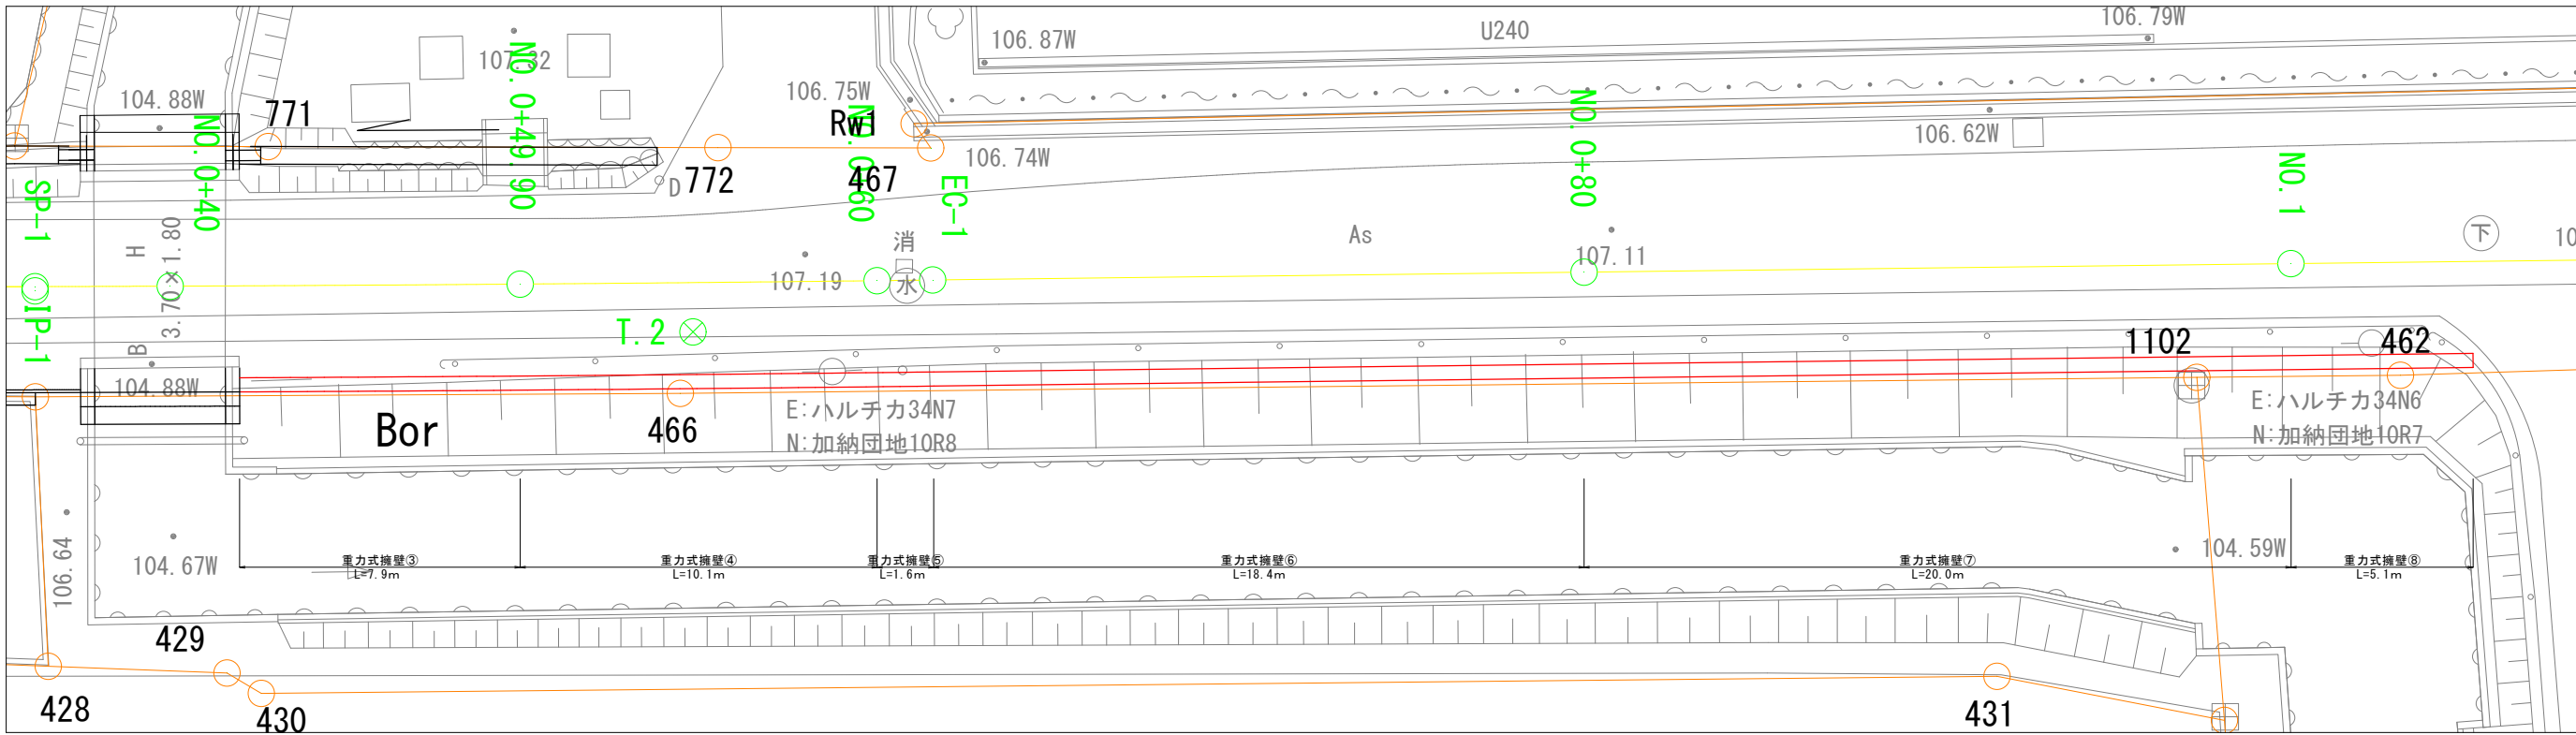 106.79W
U240
106.87W
107.32
NO. 0+49.90
106.75W
104.88W
771
NO. 0+40
Rw1
NO. 0+60
NO. 0+80
106.62W
106.74W
NO. 1
SP-1
772
467
EC-1
D
H
3.70×1.80
B
消
水
As
107.11
107.19
下
10
IP-1
T.2
1102
462
104.88W
Bor
466
E:ハルチカ34N7
N:加納団地10R8
E:ハルチカ34N6
N:加納団地10R7
106.64
104.67W
重力式擁壁③
L=7.9m
重力式擁壁④
L=10.1m
重力式擁壁⑤
L=1.6m
重力式擁壁⑥
L=18.4m
重力式擁壁⑦
L=20.0m
104.59W
重力式擁壁⑧
L=5.1m
429
428
430
431